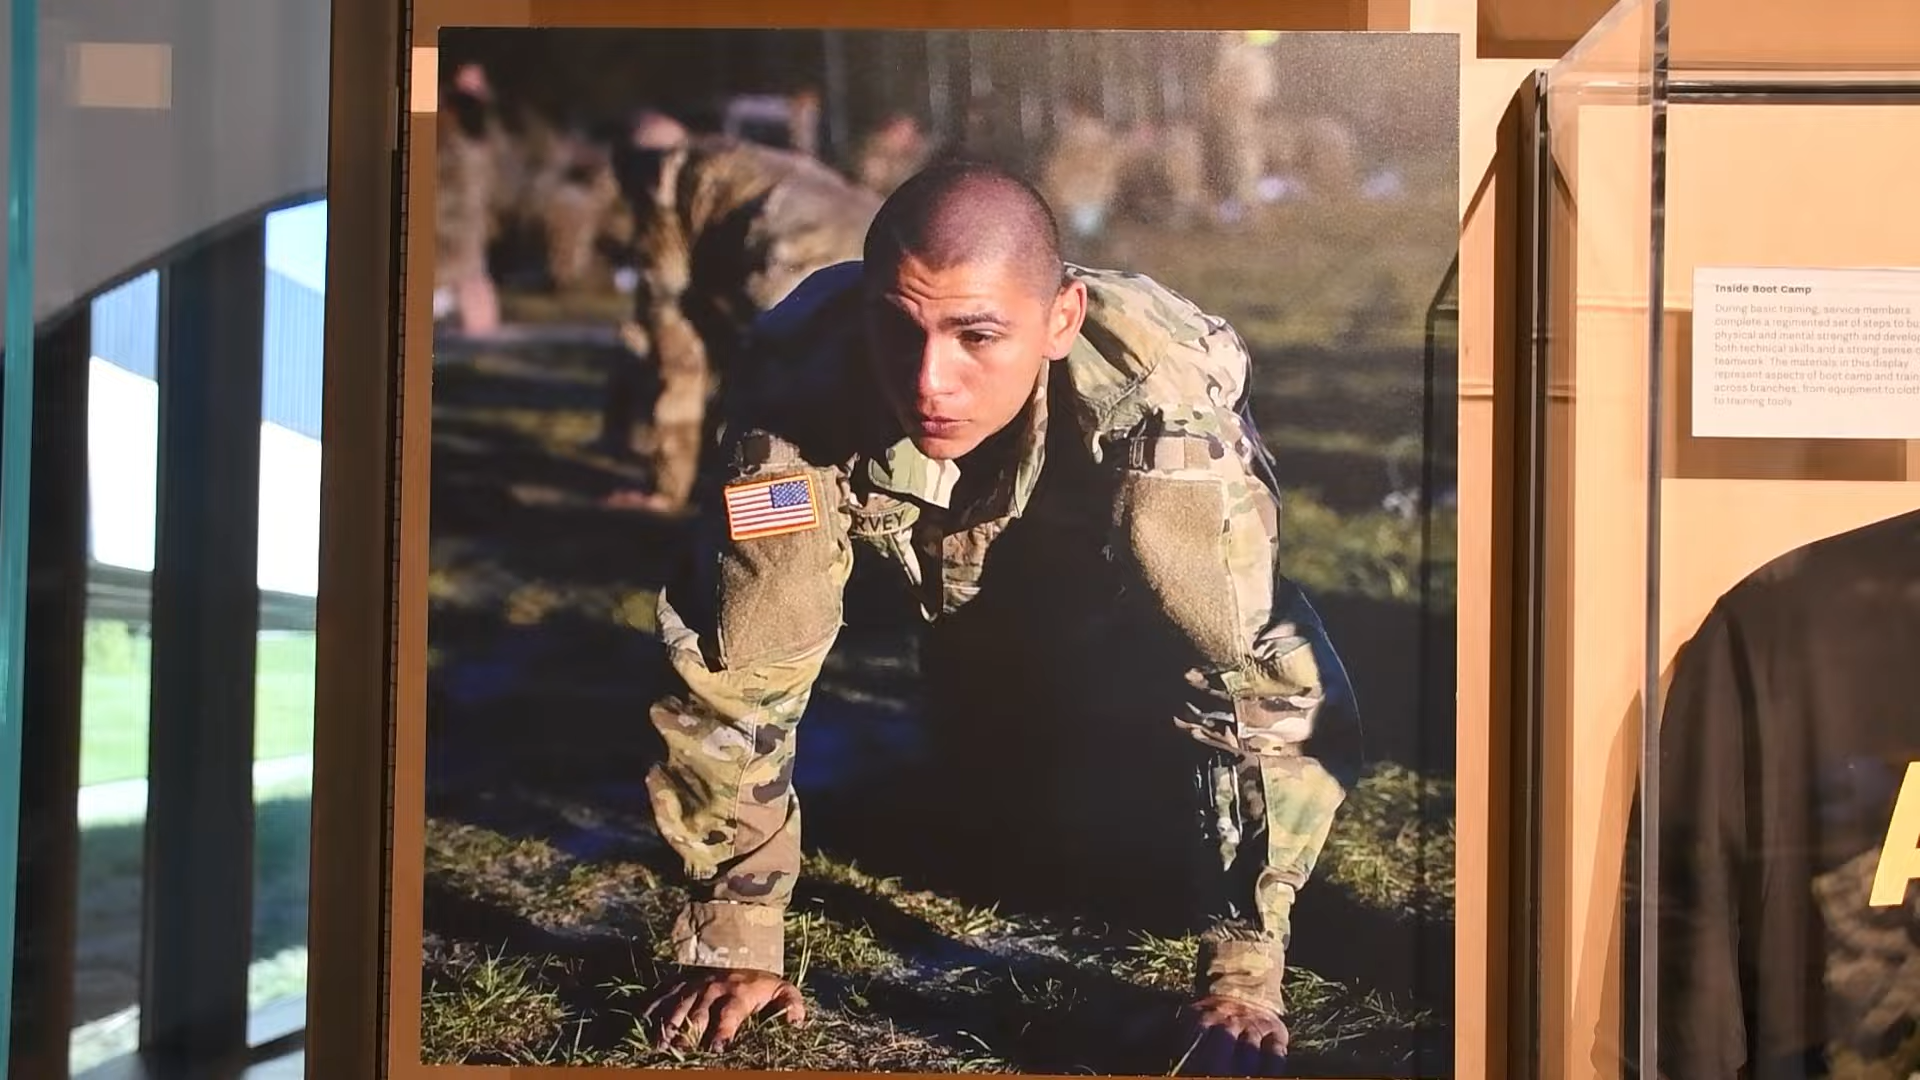 RVEY
Inside Boot Camp
During basic training, service members
complete a regimented set of steps to bu
physical and mental strength and develop
both technical skills and a strong sense o
teamwork. The materials in this display
represent aspects of boot camp and train
across branches, from equipment to cloth
to training tools.
A